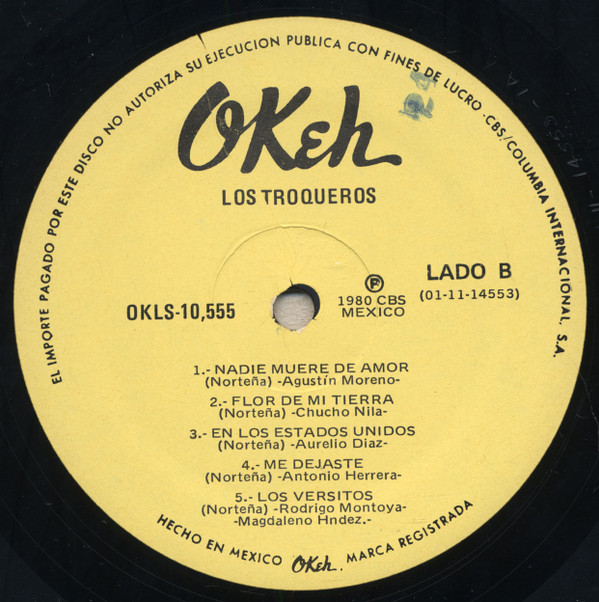 EL IMPORTE PAGADO POR ESTE DISCO NO AUTORIZA SU EJECUCION PUBLICA CON FINES DE LUCRO -CBS/COLUMBIA INTERNACIONAL, S.A.
OKeh
LOS TROQUEROS
OKLS-10,555
Ⓟ
1980 CBS
MEXICO
LADO B
(01-11-14553)
1.- NADIE MUERE DE AMOR
(Norteña) -Agustín Moreno-
2.- FLOR DE MI TIERRA
(Norteña) -Chucho Nila-
3.- EN LOS ESTADOS UNIDOS
(Norteña) -Aurelio Diaz-
4.- ME DEJASTE
(Norteña) -Antonio Herrera-
5.- LOS VERSITOS
(Norteña) -Rodrigo Montoya-
-Magdaleno Hndez.-
HECHO EN MEXICO OKeh. MARCA REGISTRADA